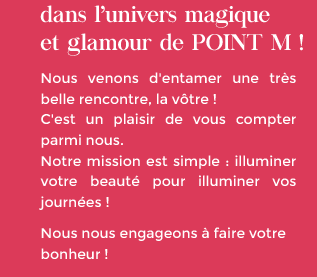 dans l'univers magique
et glamour de POINT M !
Nous venons d'entamer une très
belle rencontre, la vôtre !
C'est un plaisir de vous compter
parmi nous.
Notre mission est simple : illuminer
votre beauté pour illuminer vos
journées !
Nous nous engageons à faire votre
bonheur !